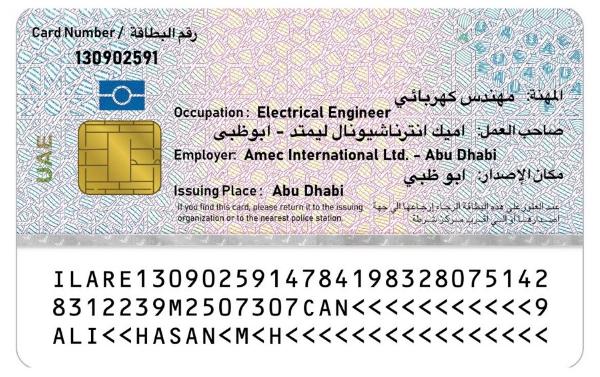 Card Number / رقم البطاقة
130902591
المهنة: مهندس كهربائي
Occupation: Electrical Engineer
صاحب العمل: اميك انترناشيونال ليمتد - ابوظبى
Employer: Amec International Ltd. - Abu Dhabi
مكان الإصدار: ابو ظبي
Issuing Place: Abu Dhabi
If you find this card, please return it to the issuing
organization or to the nearest police station.
عند العثور على هذه البطاقة الرجاء إرجاعها الى جهة
اصدارها أو الى أقرب مركز شرطة
UAE
ILARE1309025914784198328075142
8312239M2507307CAN<<<<<<<<<<<9
ALI<<HASAN<M<H<<<<<<<<<<<<<<<<